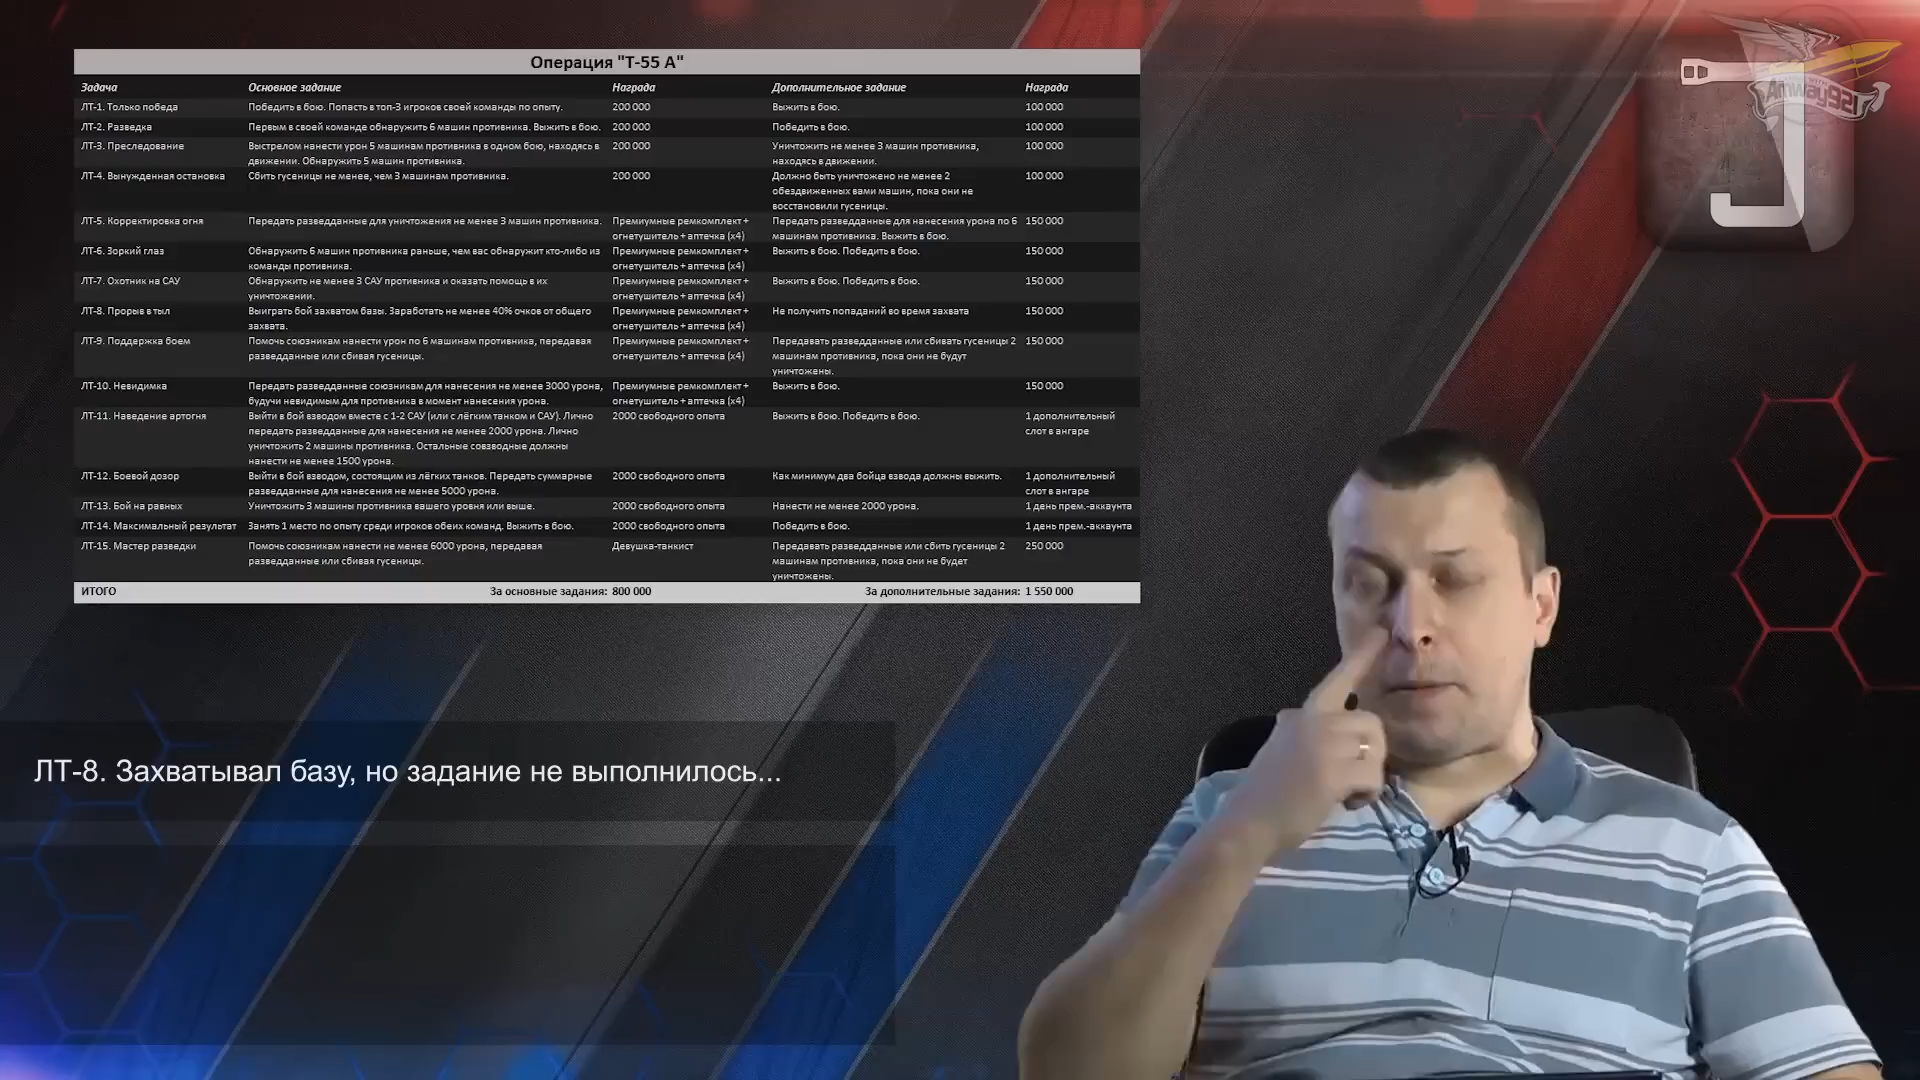 Операция "Т-55 А"
Задача Основное задание Награда Дополнительное задание Награда
ЛТ-1. Только победа Победить в бою. Попасть в топ-3 игроков своей команды по опыту. 200 000 Выжить в бою. 100 000
ЛТ-2. Разведка Первым в своей команде обнаружить 6 машин противника. Выжить в бою. 200 000 Победить в бою. 100 000
ЛТ-3. Преследование Выстрелом нанести урон 5 машинам противника в одном бою, находясь в 200 000 Уничтожить не менее 3 машин противника, 100 000
движении. Обнаружить 5 машин противника. находясь в движении.
ЛТ-4. Вынужденная остановка Сбить гусеницы не менее, чем 3 машинам противника. 200 000 Должно быть уничтожено не менее 2 100 000
обездвиженных вами машин, пока они не
восстановили гусеницы.
ЛТ-5. Корректировка огня Передать разведданные для уничтожения не менее 3 машин противника. Премиумные ремкомплект + Передать разведданные для нанесения урона по 6 150 000
огнетушитель + аптечка (х4) машинам противника. Выжить в бою.
ЛТ-6. Зоркий глаз Обнаружить 6 машин противника раньше, чем вас обнаружит кто-либо из Премиумные ремкомплект + Выжить в бою. Победить в бою. 150 000
команды противника. огнетушитель + аптечка (х4)
ЛТ-7. Охотник на САУ Обнаружить не менее 3 САУ противника и оказать помощь в их Премиумные ремкомплект + Выжить в бою. Победить в бою. 150 000
уничтожении. огнетушитель + аптечка (х4)
ЛТ-8. Прорыв в тыл Выиграть бой захватом базы. Заработать не менее 40% очков от общего Премиумные ремкомплект + Не получить попаданий во время захвата 150 000
захвата. огнетушитель + аптечка (х4)
ЛТ-9. Поддержка боем Помочь союзникам нанести урон по 6 машинам противника, передавая Премиумные ремкомплект + Передавать разведданные или сбивать гусеницы 2 150 000
разведданные или сбивая гусеницы. огнетушитель + аптечка (х4) машинам противника, пока они не будут
уничтожены.
ЛТ-10. Невидимка Передать разведданные союзникам для нанесения не менее 3000 урона, Премиумные ремкомплект + Выжить в бою. 150 000
будучи невидимым для противника в момент нанесения урона. огнетушитель + аптечка (х4)
ЛТ-11. Наведение артогня Выйти в бой взводом вместе с 1-2 САУ (или с лёгким танком и САУ). Лично 2000 свободного опыта Выжить в бою. Победить в бою. 1 дополнительный
передать разведданные для нанесения не менее 2000 урона. Лично слот в ангаре
уничтожить 2 машины противника. Остальные совзводные должны
нанести не менее 1500 урона.
ЛТ-12. Боевой дозор Выйти в бой взводом, состоящим из лёгких танков. Передать суммарные 2000 свободного опыта Как минимум два бойца взвода должны выжить. 1 дополнительный
разведданные для нанесения не менее 5000 урона. слот в ангаре
ЛТ-13. Бой на равных Уничтожить 3 машины противника вашего уровня или выше. 2000 свободного опыта Нанести не менее 2000 урона. 1 день прем.-аккаунта
ЛТ-14. Максимальный результат Занять 1 место по опыту среди игроков обеих команд. Выжить в бою. 2000 свободного опыта Победить в бою. 1 день прем.-аккаунта
ЛТ-15. Мастер разведки Помочь союзникам нанести не менее 6000 урона, передавая Девушка-танкист Передавать разведданные или сбить гусеницы 2 250 000
разведданные или сбивая гусеницы. машинам противника, пока они не будет
уничтожены.
ИТОГО За основные задания: 800 000 За дополнительные задания: 1 550 000
Amway921
ЛТ-8. Захватывал базу, но задание не выполнилось...